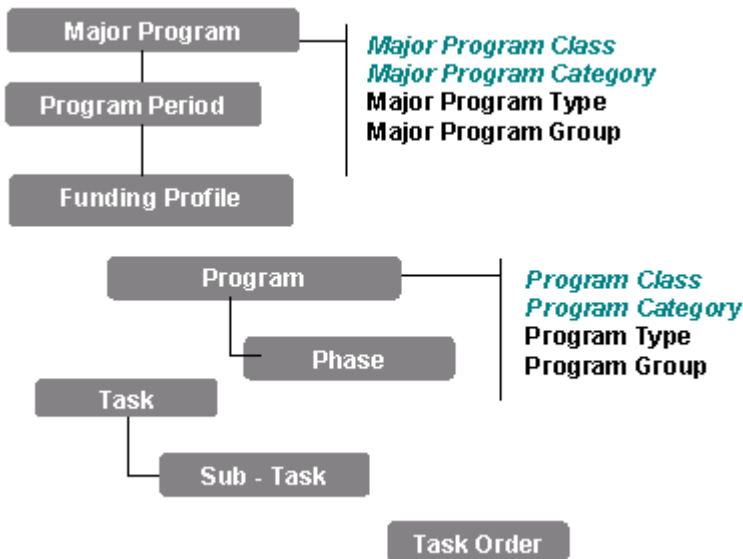 Major Program
Major Program Class
Major Program Category
Major Program Type
Major Program Group
Program Period
Funding Profile
Program
Program Class
Program Category
Program Type
Program Group
Phase
Task
Sub - Task
Task Order